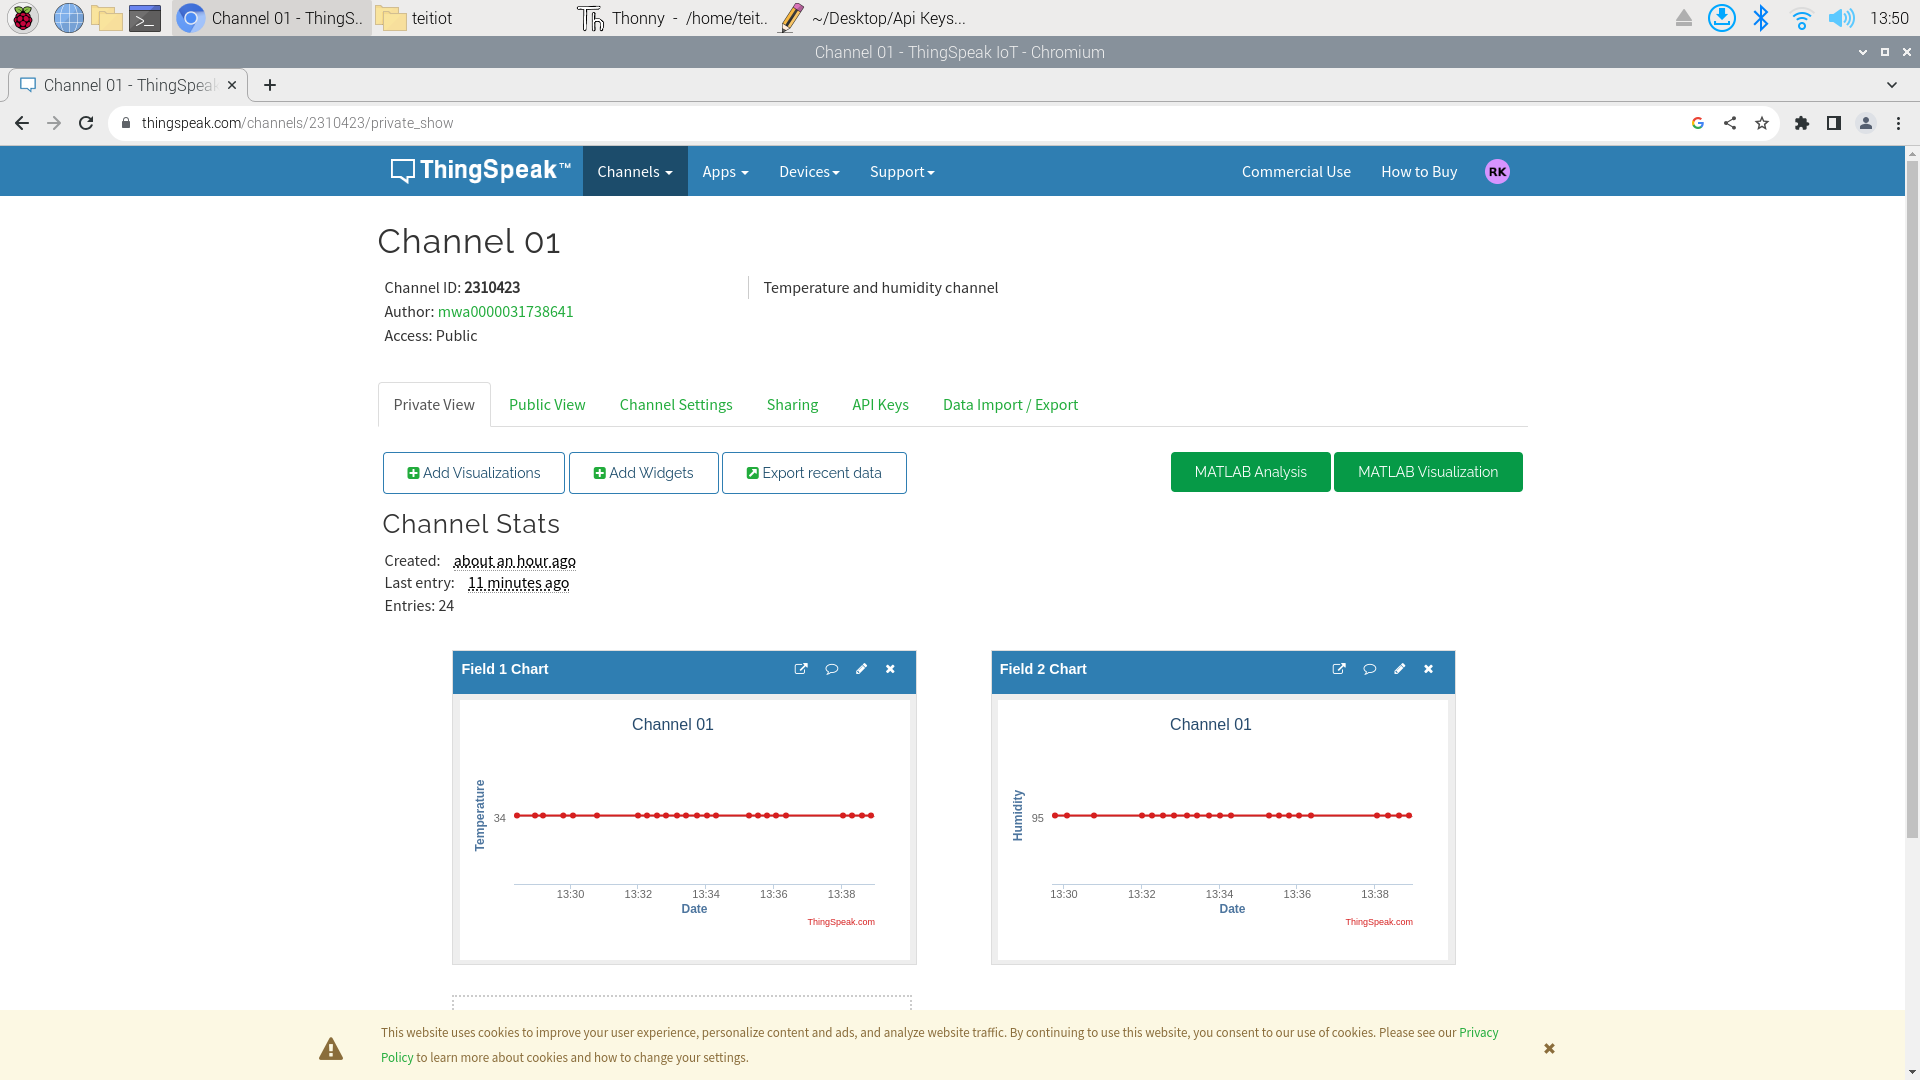 Channel 01 - ThingS..
teitiot
Thonny - /home/teit..
~/Desktop/Api Keys...
13:50
Channel 01 - ThingSpeak IoT - Chromium
Channel 01 - ThingSpea
thingspeak.com/channels/2310423/private_show
ThingSpeak™
Channels
Apps
Devices
Support
Commercial Use
How to Buy
RK
Channel 01
Channel ID: 2310423
Temperature and humidity channel
Author: mwa0000031738641
Access: Public
Private View
Public View
Channel Settings
Sharing
API Keys
Data Import / Export
Add Visualizations
Add Widgets
Export recent data
MATLAB Analysis
MATLAB Visualization
Channel Stats
Created: about an hour ago
Last entry: 11 minutes ago
Entries: 24
Field 1 Chart
Channel 01
Temperature
34
13:30 13:32 13:34 13:36 13:38
Date
ThingSpeak.com
Field 2 Chart
Channel 01
Humidity
95
13:30 13:32 13:34 13:36 13:38
Date
ThingSpeak.com
This website uses cookies to improve your user experience, personalize content and ads, and analyze website traffic. By continuing to use this website, you consent to our use of cookies. Please see our Privacy
Policy to learn more about cookies and how to change your settings.